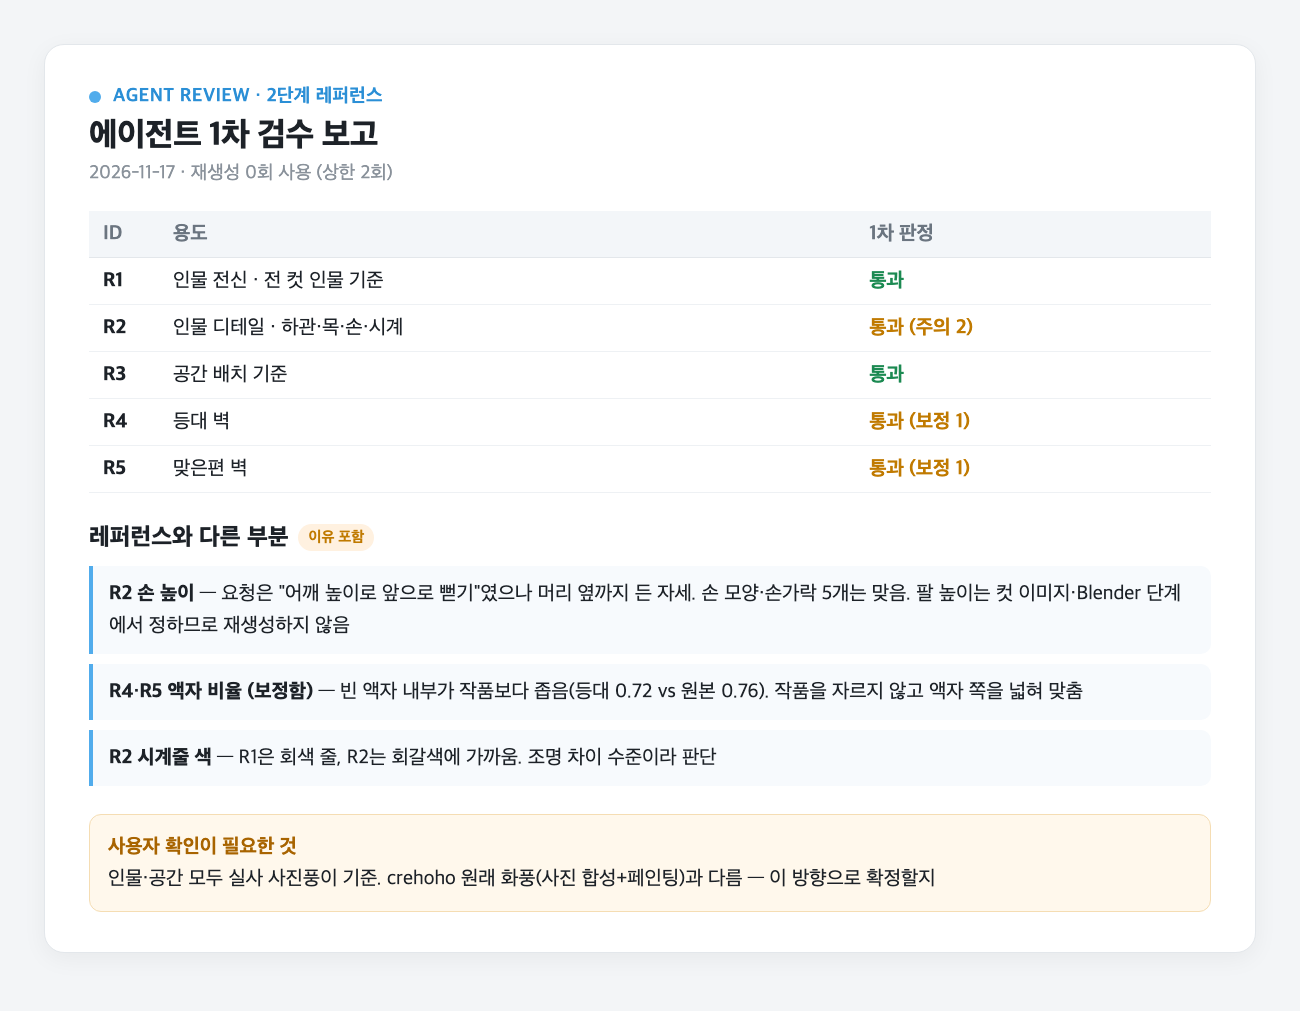 AGENT REVIEW · 2단계 레퍼런스
에이전트 1차 검수 보고
2026-11-17 · 재생성 0회 사용 (상한 2회)
ID 용도 1차 판정
R1 인물 전신 · 전 컷 인물 기준 통과
R2 인물 디테일 · 하관·목·손·시계 통과 (주의 2)
R3 공간 배치 기준 통과
R4 등대 벽 통과 (보정 1)
R5 맞은편 벽 통과 (보정 1)
레퍼런스와 다른 부분 이유 포함
R2 손 높이 — 요청은 "어깨 높이로 앞으로 뻗기"였으나 머리 옆까지 든 자세. 손 모양·손가락 5개는 맞음. 팔 높이는 컷 이미지·Blender 단계
에서 정하므로 재생성하지 않음
R4·R5 액자 비율 (보정함) — 빈 액자 내부가 작품보다 좁음(등대 0.72 vs 원본 0.76). 작품을 자르지 않고 액자 쪽을 넓혀 맞춤
R2 시계줄 색 — R1은 회색 줄, R2는 회갈색에 가까움. 조명 차이 수준이라 판단
사용자 확인이 필요한 것
인물·공간 모두 실사 사진풍이 기준. crehoho 원래 화풍(사진 합성+페인팅)과 다름 — 이 방향으로 확정할지